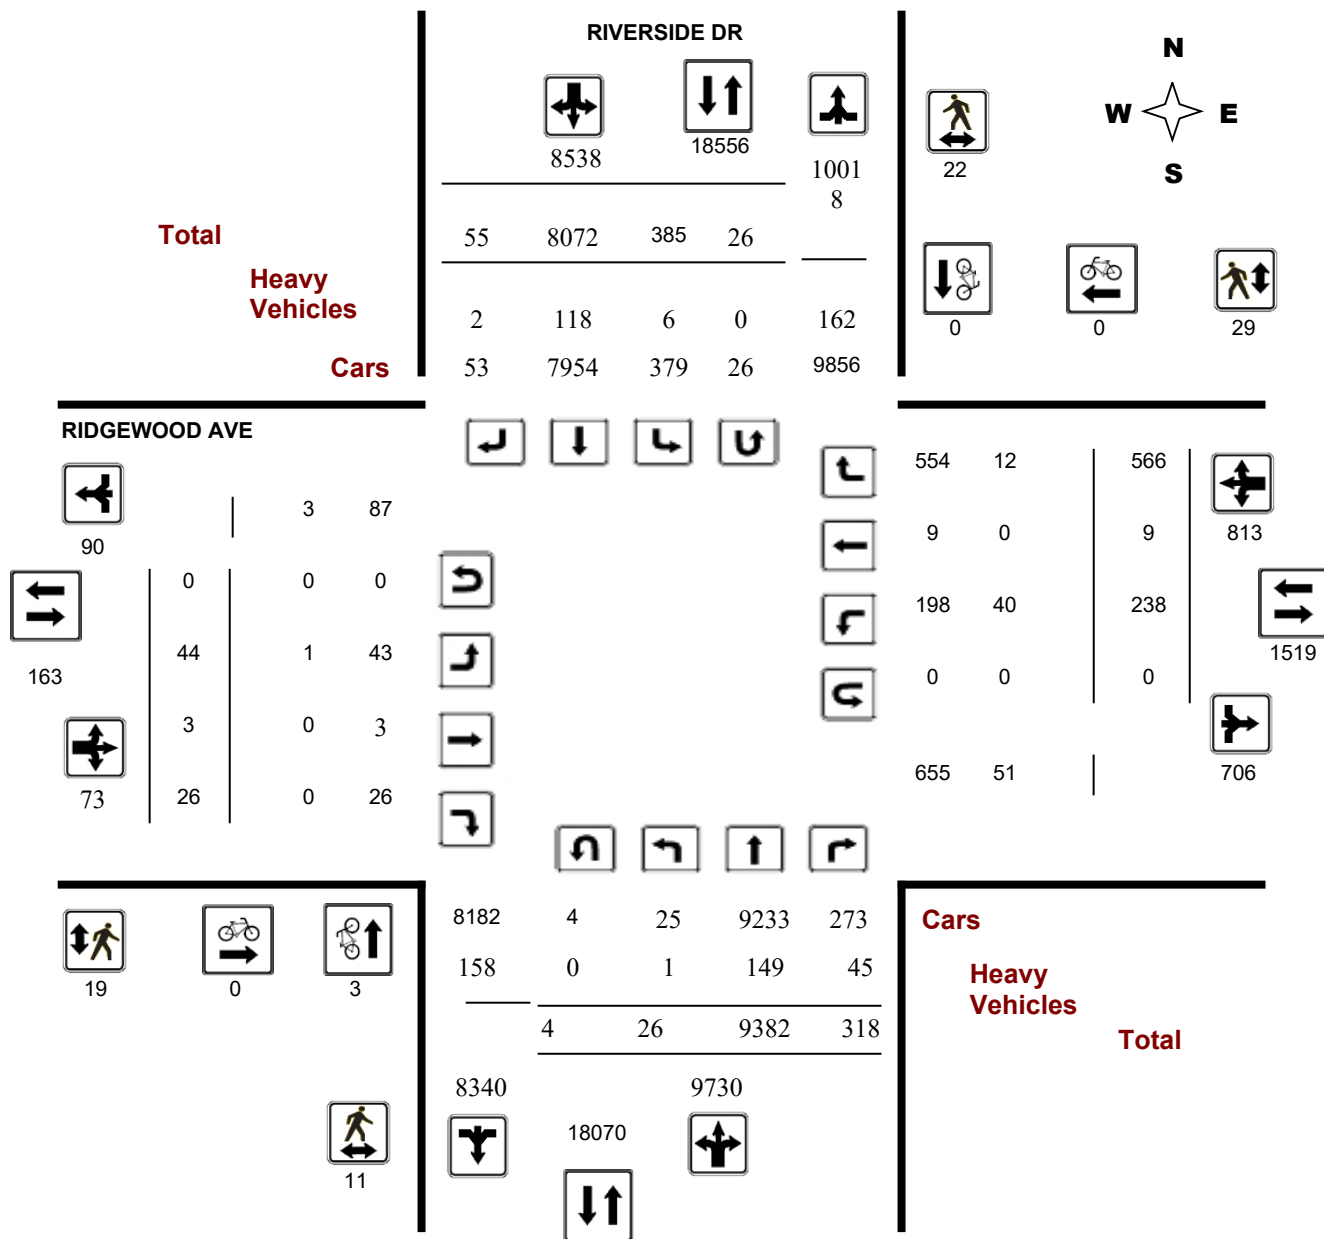 RIVERSIDE DR
N
W E
S
8538
18556
1001
8
22
Total
55 8072 385 26
Heavy
Vehicles
2 118 6 0 162
0 0 29
Cars
53 7954 379 26 9856
RIDGEWOOD AVE
554 12 566
3 87
90
9 0 9
813
0 0 0
198 40 238
44 1 43
163
1519
0 0 0
3 0 3
655 51 706
73
26 0 26
8182 4 25 9233 273
Cars
158 0 1 149 45
Heavy
Vehicles
19 0 3
4 26 9382 318
Total
8340 9730
18070
11